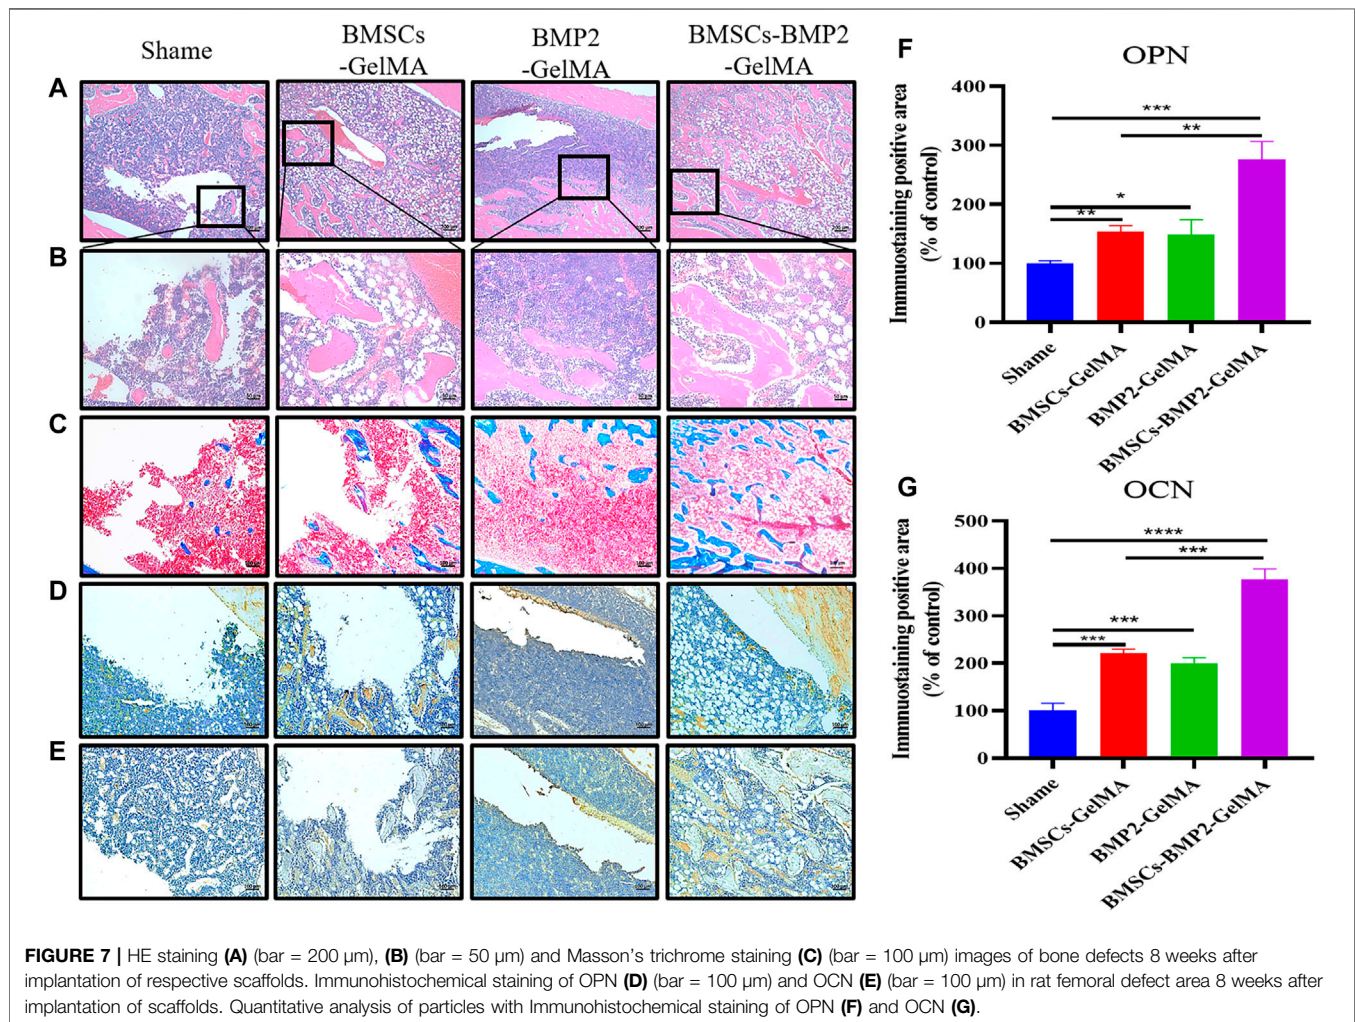 Shame
BMSCs
-GelMA
BMP2
-GelMA
BMSCs-BMP2
-GelMA
A
B
C
D
E
F
OPN
Immuostaining positive area
(% of control)
400
300
200
100
0
***
**
*
**
Shame
BMSCs-GelMA
BMP2-GelMA
BMSCs-BMP2-GelMA
G
OCN
Immuostaining positive area
(% of control)
500
400
300
200
100
0
****
***
***
***
Shame
BMSCs-GelMA
BMP2-GelMA
BMSCs-BMP2-GelMA
FIGURE 7 | HE staining (A) (bar = 200 µm), (B) (bar = 50 µm) and Masson's trichrome staining (C) (bar = 100 µm) images of bone defects 8 weeks after
implantation of respective scaffolds. Immunohistochemical staining of OPN (D) (bar = 100 µm) and OCN (E) (bar = 100 µm) in rat femoral defect area 8 weeks after
implantation of scaffolds. Quantitative analysis of particles with Immunohistochemical staining of OPN (F) and OCN (G).